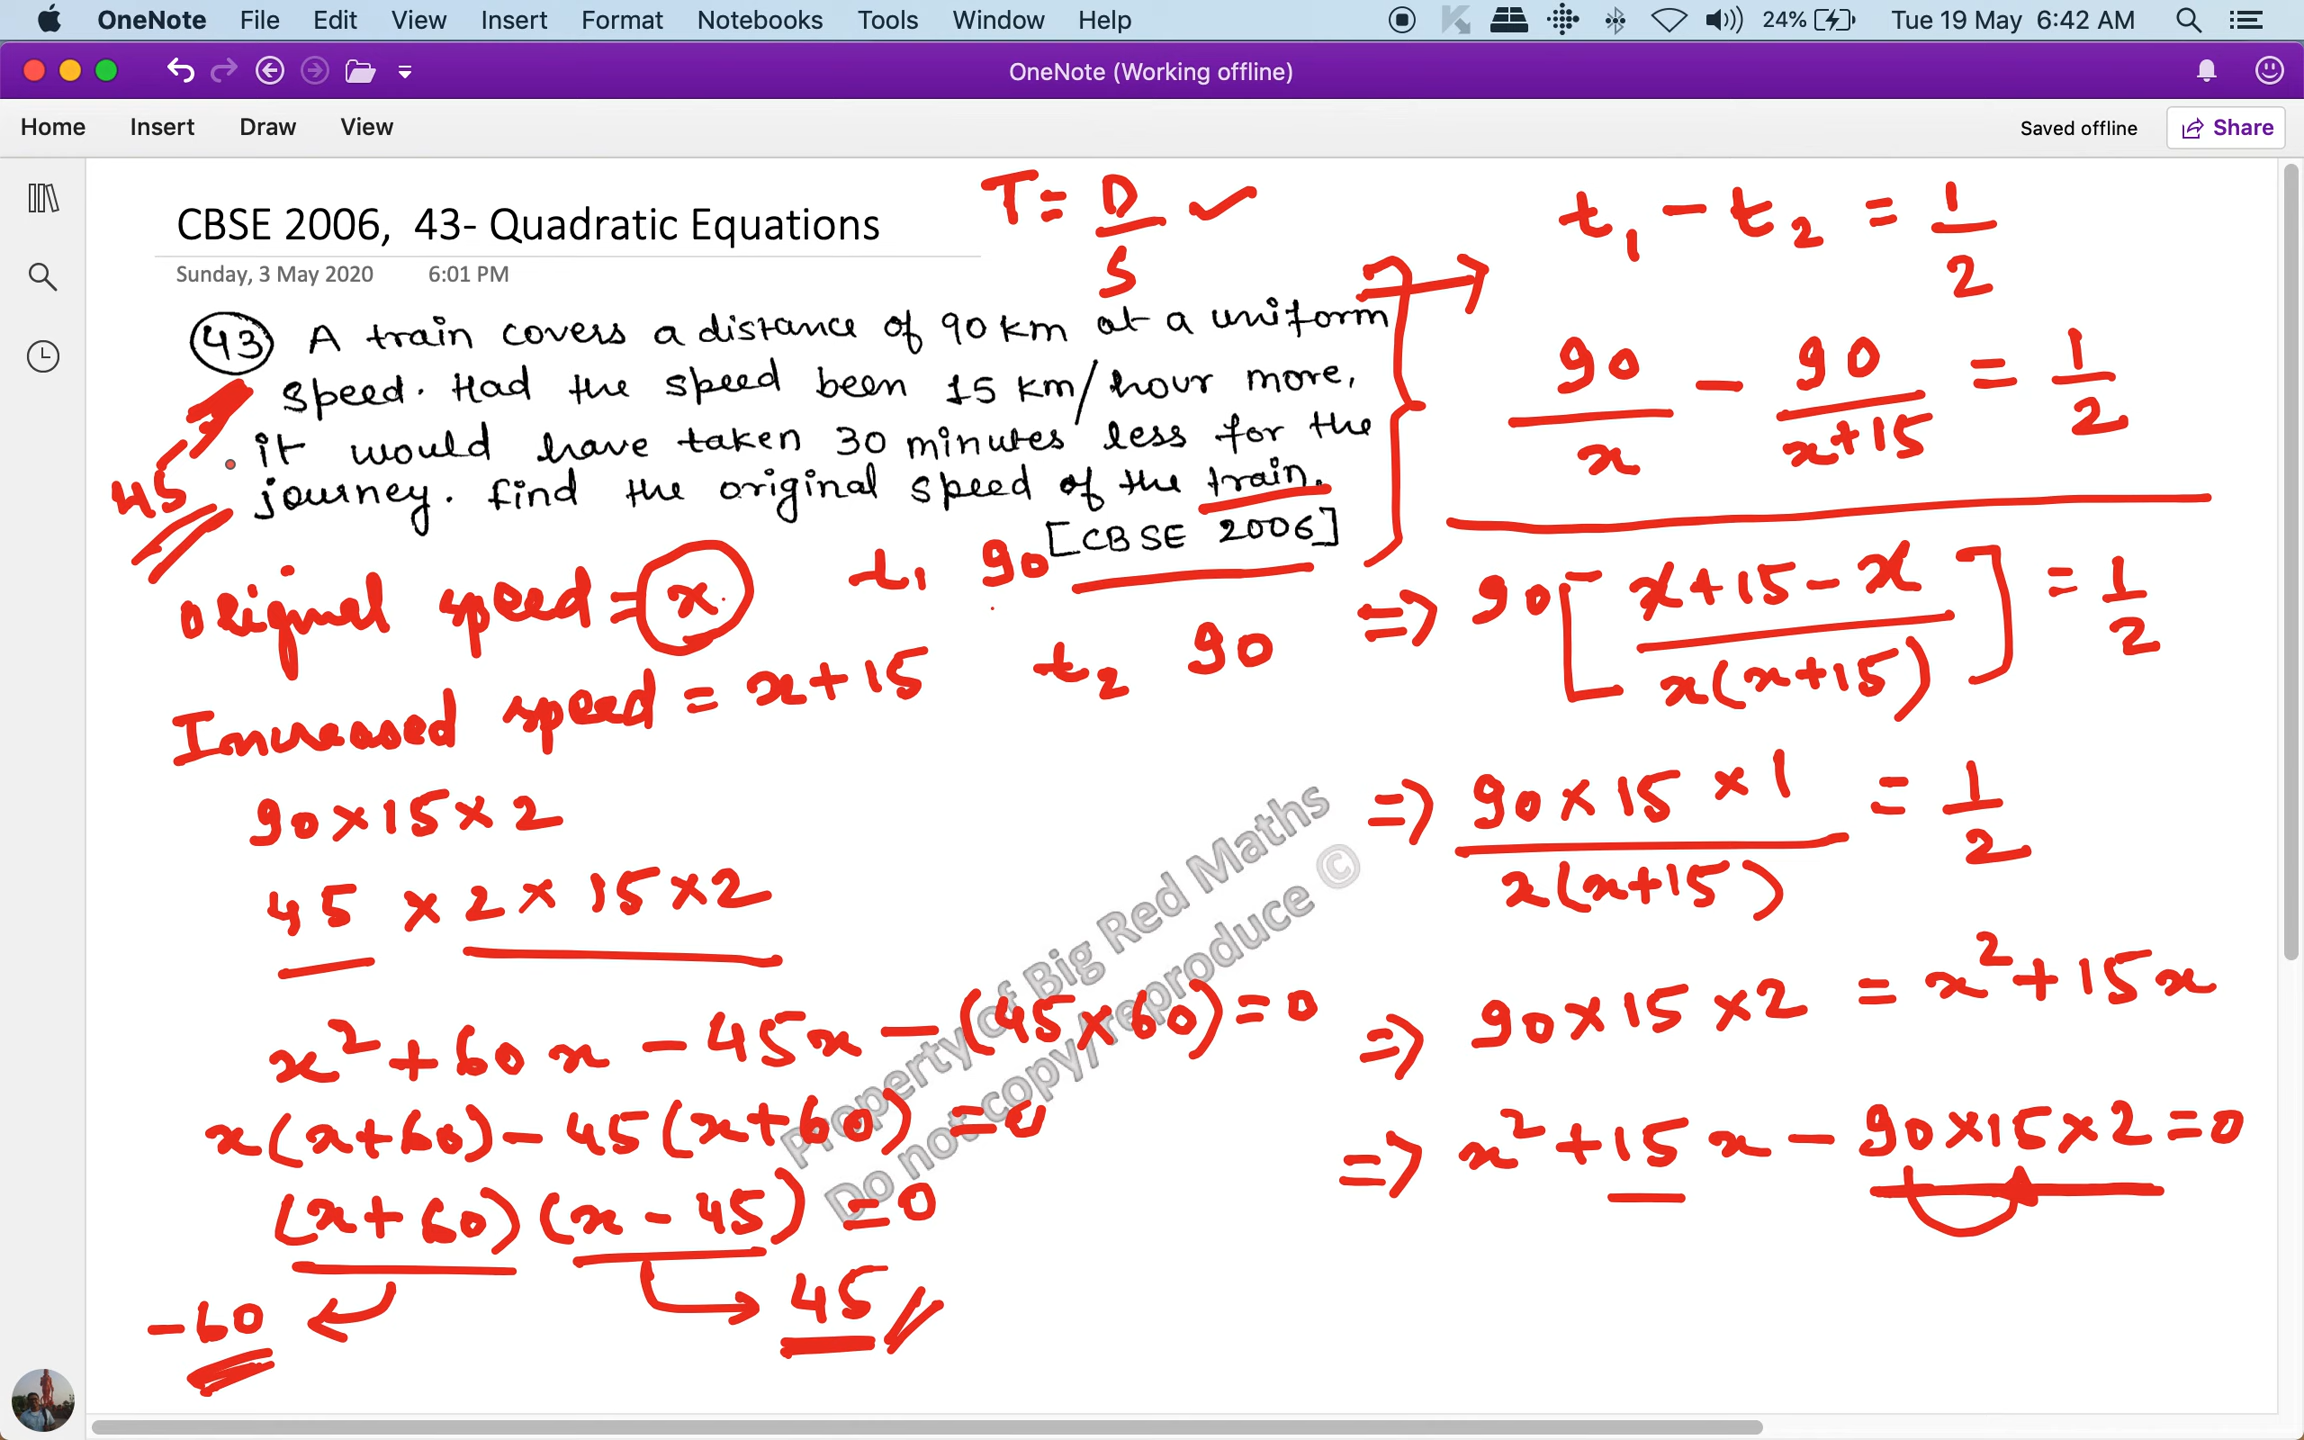 OneNote File Edit View Insert Format Notebooks Tools Window Help 24% Tue 19 May 6:42 AM
OneNote (Working offline)
Home Insert Draw View Saved offline Share
CBSE 2006, 43- Quadratic Equations
Sunday, 3 May 2020 6:01 PM
T = D/S ✓
43 A train covers a distance of 90 km at a uniform
speed. Had the speed been 15 km/hour more,
it would have taken 30 minutes less for the
journey. Find the original speed of the train.
[CBSE 2006]
45
Original speed = x t₁ 90
Increased speed = x+15 t₂ 90
90×15×2
45 × 2×15×2
x² + 60x - 45x - (45×60) = 0
x(x+60) - 45(x+60) = 0
(x+60)(x-45) = 0
-60 45
t₁ - t₂ = 1/2
90/x - 90/(x+15) = 1/2
=> 90[(x+15-x)/(x(x+15))] = 1/2
=> (90×15×1)/(x(x+15)) = 1/2
=> 90×15×2 = x²+15x
=> x²+15x - 90×15×2 = 0
Property of Big Red Maths
Do not copy/reproduce ©